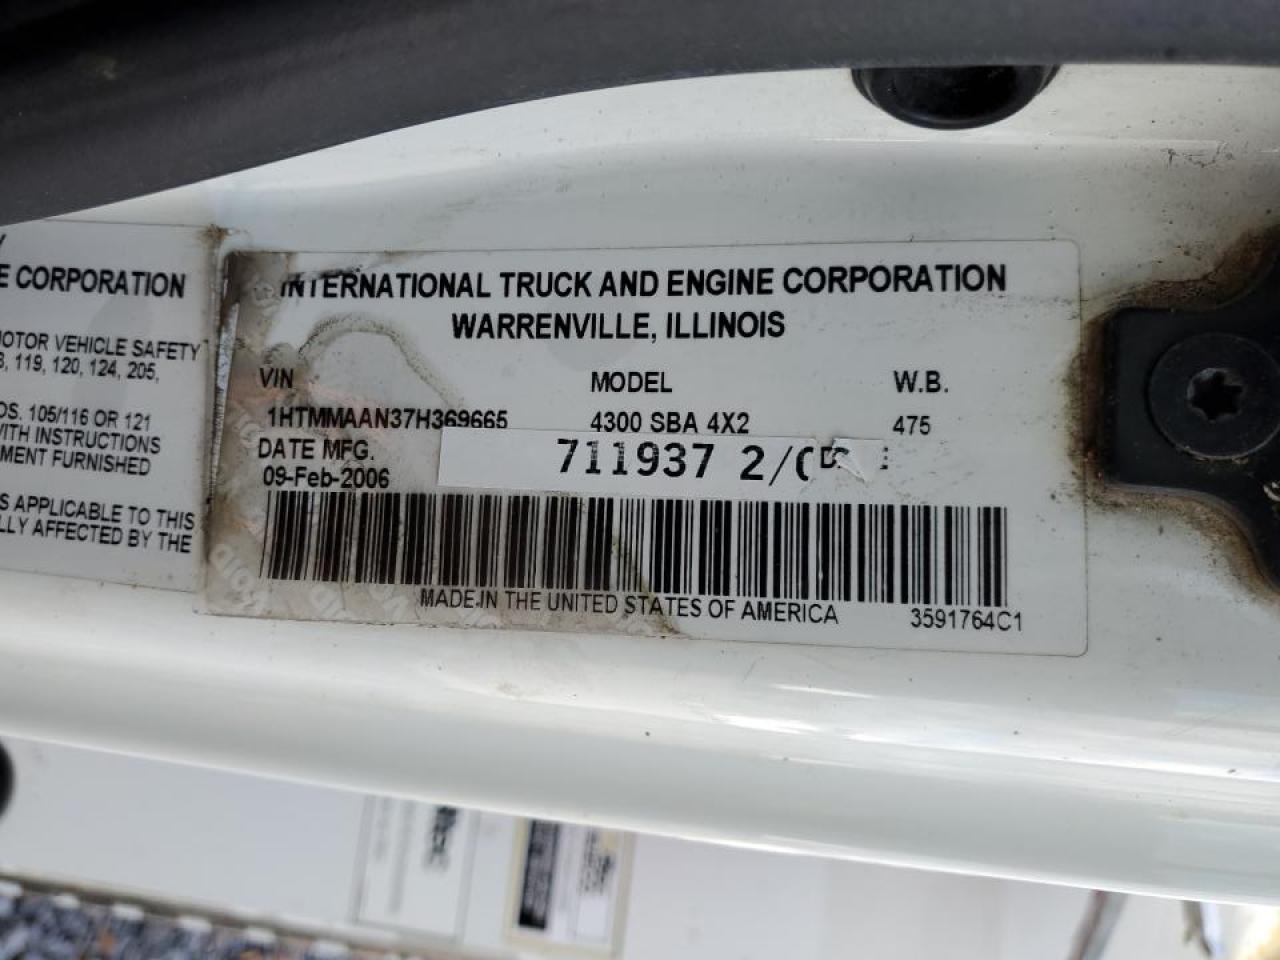 E CORPORATION
MOTOR VEHICLE SAFETY
119, 120, 124, 205,
OS. 105/116 OR 121
WITH INSTRUCTIONS
MENT FURNISHED
S APPLICABLE TO THIS
LLY AFFECTED BY THE
INTERNATIONAL TRUCK AND ENGINE CORPORATION
WARRENVILLE, ILLINOIS
VIN MODEL W.B.
1HTMMAAN37H369665 4300 SBA 4X2 475
DATE MFG.
711937 2/0
09-Feb-2006
MADE IN THE UNITED STATES OF AMERICA 3591764C1
VOID